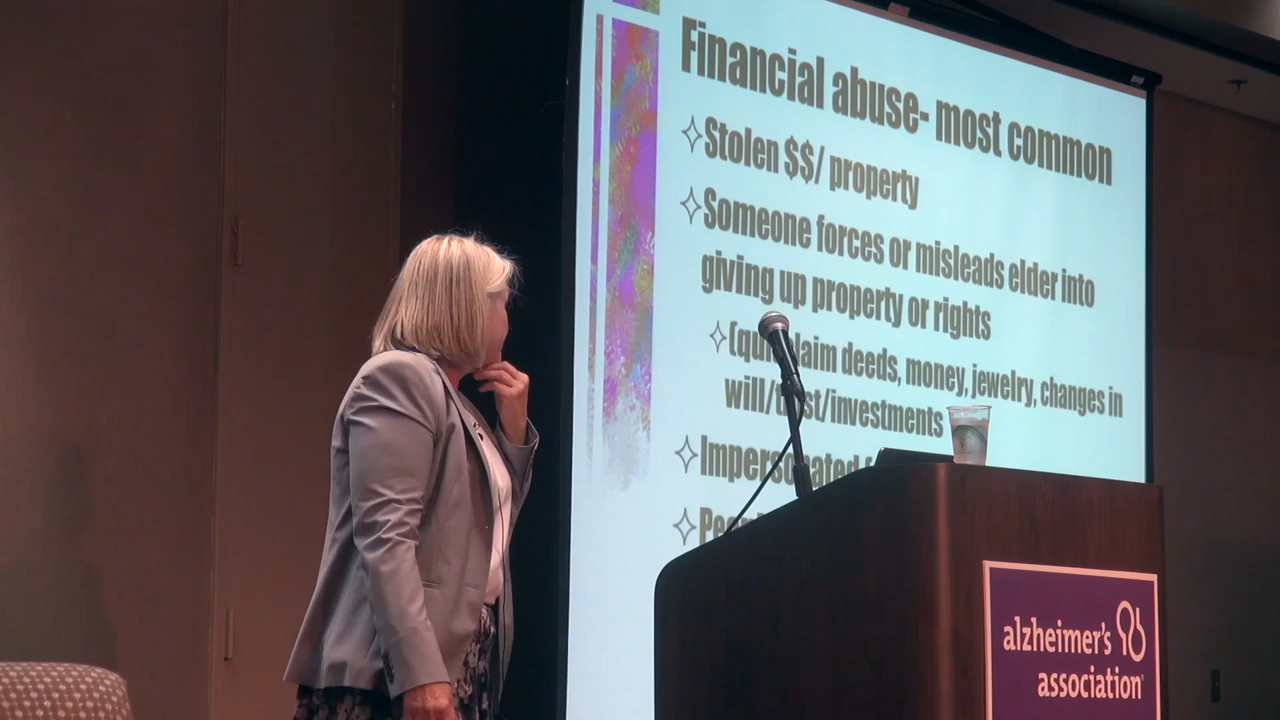 Financial abuse- most common
Stolen $$/ property
Someone forces or misleads elder into
giving up property or rights
deeds, money, jewelry, changes in
will/ /investments
alzheimer's
association